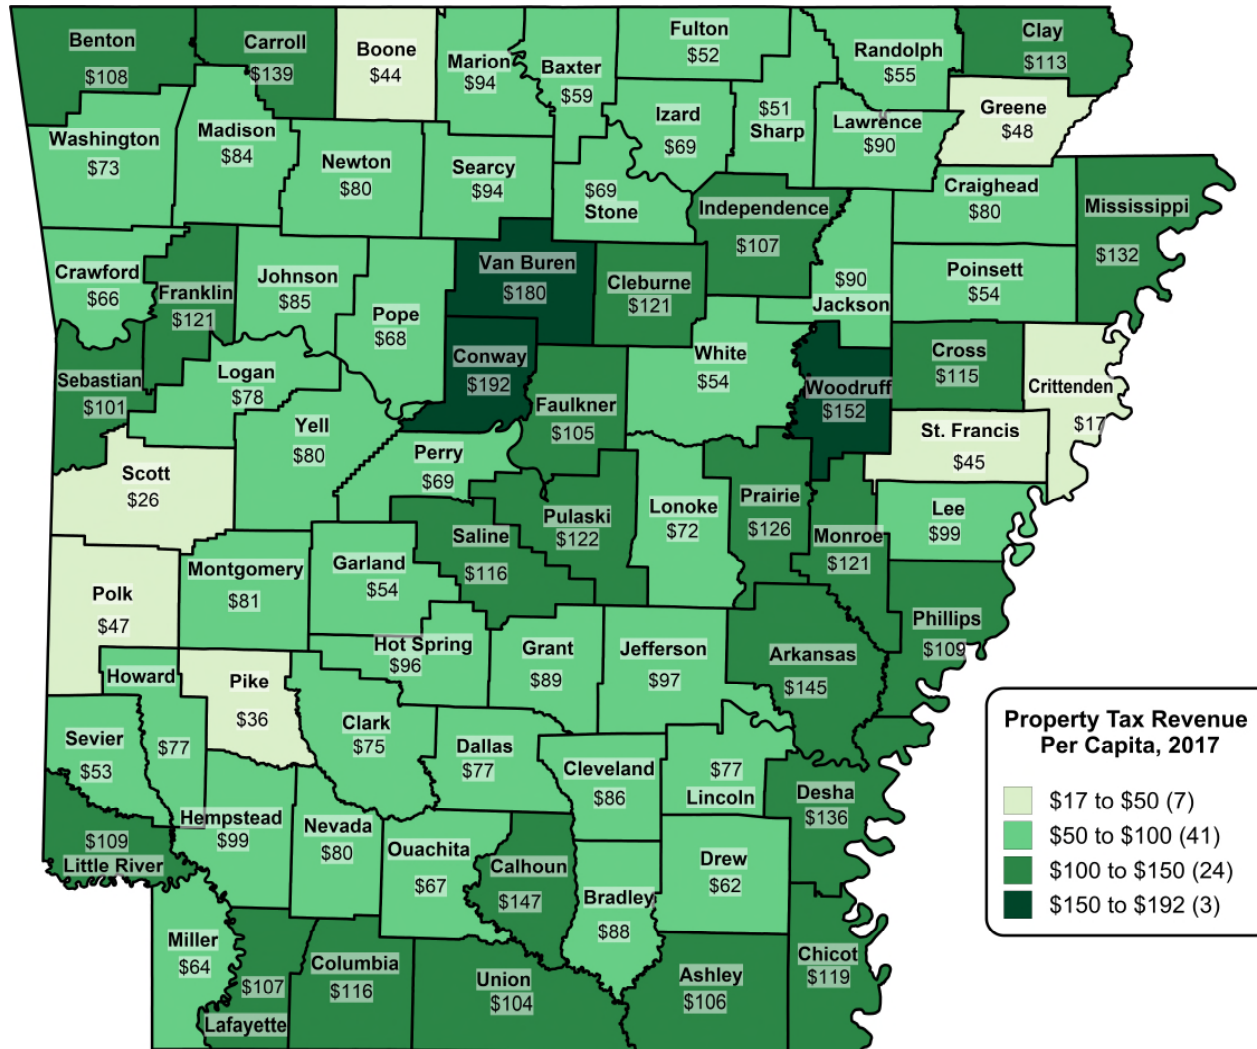 Benton
$108
Carroll
$139
Boone
$44
Marion
$94
Baxter
$59
Fulton
$52
Randolph
$55
Clay
$113
Greene
$48
Washington
$73
Madison
$84
Newton
$80
Searcy
$94
$69
Stone
Izard
$69
$51
Sharp
Lawrence
$90
Independence
$107
Craighead
$80
Mississippi
$132
Crawford
$66
Franklin
$121
Johnson
$85
Pope
$68
Van Buren
$180
Cleburne
$121
$90
Jackson
Poinsett
$54
Sebastian
$101
Logan
$78
Yell
$80
Conway
$192
Faulkner
$105
White
$54
Woodruff
$152
Cross
$115
Crittenden
$17
St. Francis
$45
Scott
$26
Perry
$69
Saline
$116
Pulaski
$122
Lonoke
$72
Prairie
$126
Monroe
$121
Lee
$99
Polk
$47
Montgomery
$81
Garland
$54
Hot Spring
$96
Grant
$89
Jefferson
$97
Arkansas
$145
Phillips
$109
Howard
$77
Pike
$36
Clark
$75
Dallas
$77
Cleveland
$86
$77
Lincoln
Desha
$136
Sevier
$53
$109
Little River
Hempstead
$99
Nevada
$80
Ouachita
$67
Calhoun
$147
Bradley
$88
Drew
$62
Miller
$64
$107
Lafayette
Columbia
$116
Union
$104
Ashley
$106
Chicot
$119
Property Tax Revenue
Per Capita, 2017
$17 to $50 (7)
$50 to $100 (41)
$100 to $150 (24)
$150 to $192 (3)